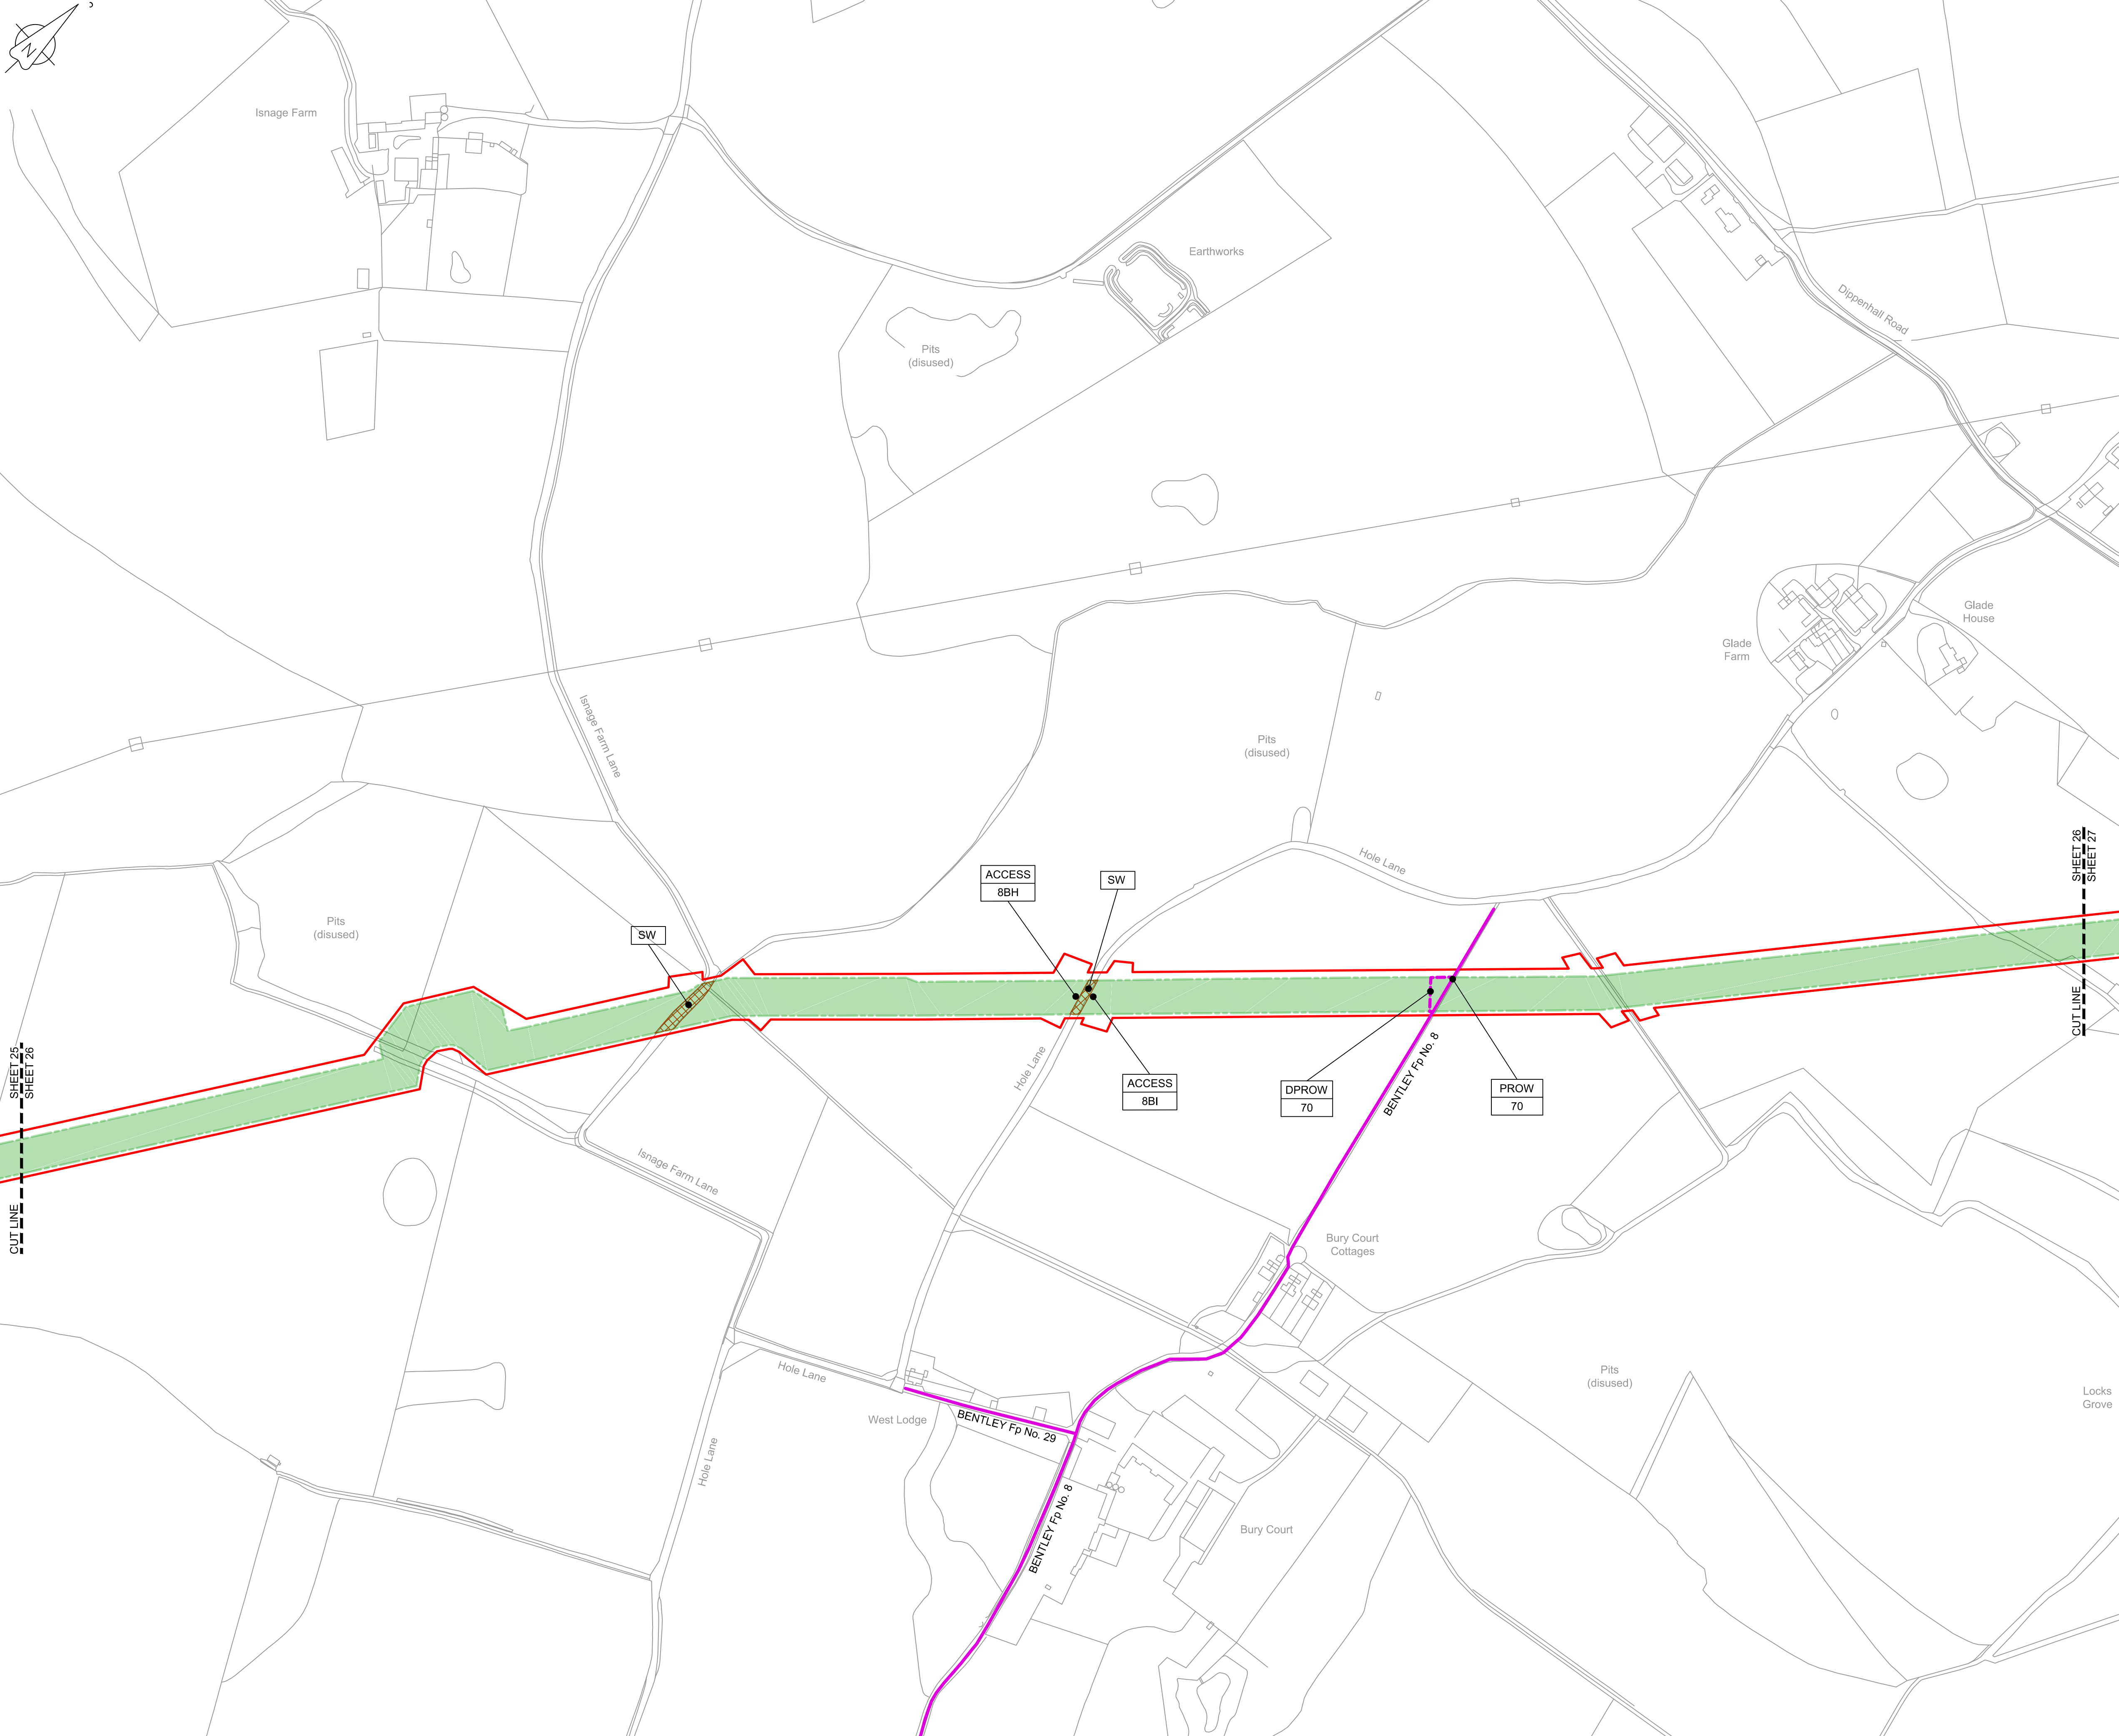 N
Isnage Farm
Earthworks
Pits
(disused)
Dippenhall Road
Glade
House
Glade
Farm
Isnage Farm Lane
Pits
(disused)
Hole Lane
SHEET 26
SHEET 27
CUT LINE
ACCESS
8BH
SW
Pits
(disused)
SW
SHEET 25
SHEET 26
CUT LINE
Hole Lane
ACCESS
8BI
DPROW
70
BENTLEY Fp No. 8
PROW
70
Isnage Farm Lane
Bury Court
Cottages
Hole Lane
Pits
(disused)
Locks
Grove
West Lodge
BENTLEY Fp No. 29
Hole Lane
BENTLEY Fp No. 8
Bury Court